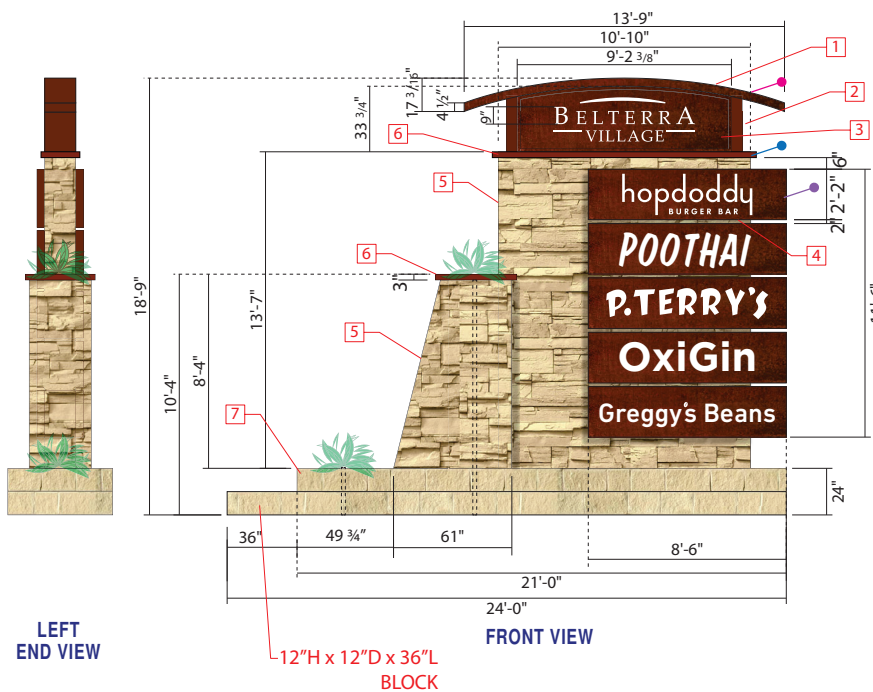 13'-9"
10'-10"
9'-2 3/8"
1
17 3/16"
4 1/2"
33 3/4"
9"
2
BELTERRA
VILLAGE
3
6
6"
5
hopdoddy
BURGER BAR
2'-2"
2"
4
POOTHAI
6
3"
18'-9"
13'-7"
P.TERRY'S
5
OxiGin
10'-4"
8'-4"
Greggy's Beans
7
24"
36"
49 ¾"
61"
8'-6"
21'-0"
24'-0"
LEFT
END VIEW
FRONT VIEW
12"H x 12"D x 36"L
BLOCK